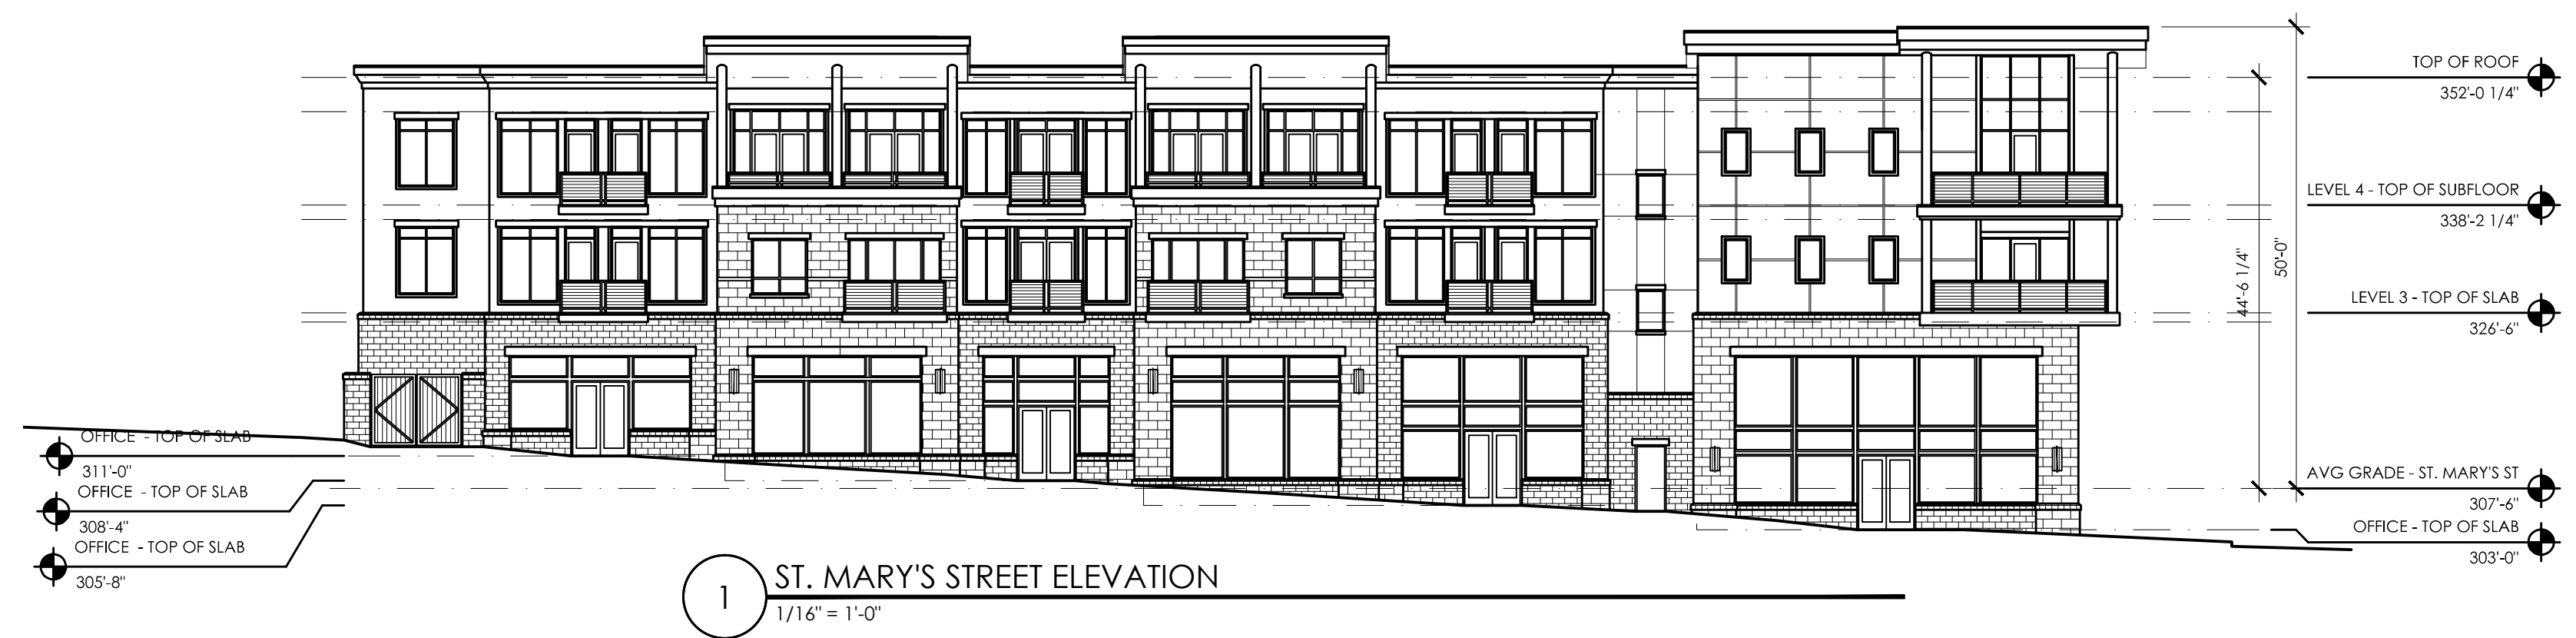 TOP OF ROOF
352'-0 1/4"
LEVEL 4 - TOP OF SUBFLOOR
338'-2 1/4"
44'-6 1/4"
50'-0"
LEVEL 3 - TOP OF SLAB
326'-6"
OFFICE - TOP OF SLAB
311'-0"
OFFICE - TOP OF SLAB
308'-4"
OFFICE - TOP OF SLAB
305'-8"
AVG GRADE - ST. MARY'S ST
307'-6"
OFFICE - TOP OF SLAB
303'-0"
1
ST. MARY'S STREET ELEVATION
1/16" = 1'-0"